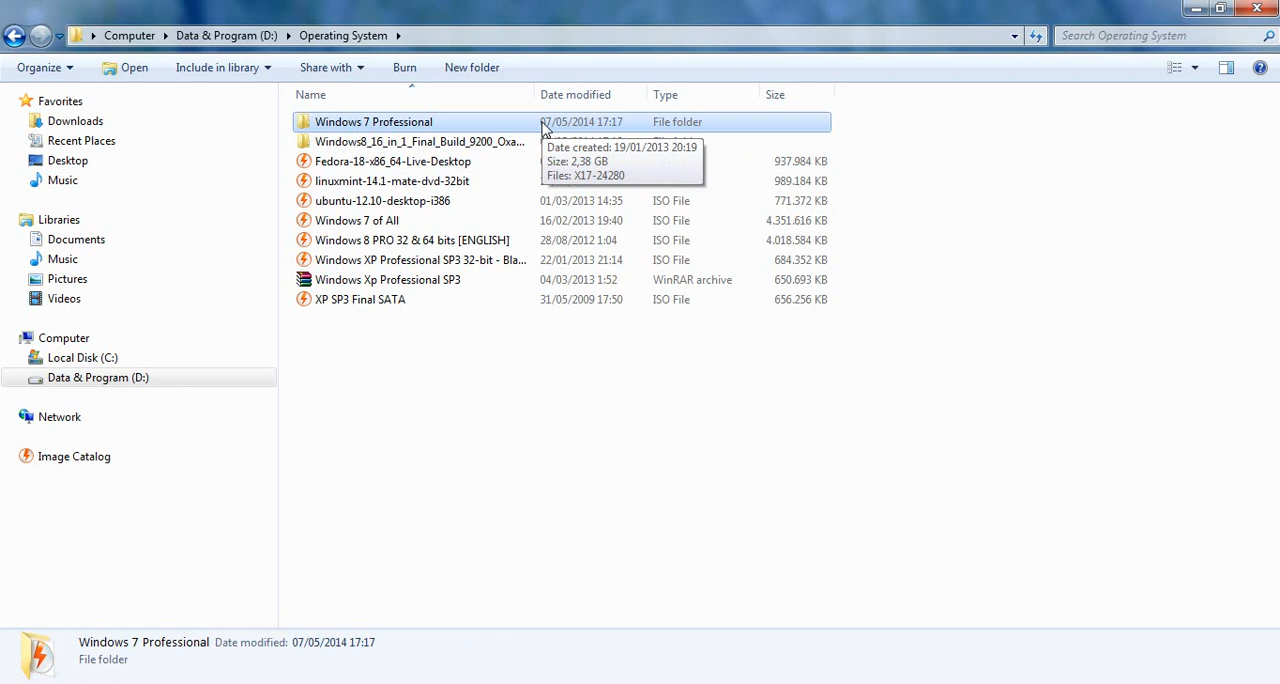 Computer Data & Program (D:) Operating System
Search Operating System
Organize Open Include in library Share with Burn New folder
Name Date modified Type Size
Favorites
Downloads
Recent Places
Desktop
Music
Libraries
Documents
Music
Pictures
Videos
Computer
Local Disk (C:)
Data & Program (D:)
Network
Image Catalog
Windows 7 Professional 07/05/2014 17:17 File folder
Windows8_16_in_1_Final_Build_9200_Oxa...
Fedora-18-x86_64-Live-Desktop 937.984 KB
linuxmint-14.1-mate-dvd-32bit 989.184 KB
ubuntu-12.10-desktop-i386 01/03/2013 14:35 ISO File 771.372 KB
Windows 7 of All 16/02/2013 19:40 ISO File 4.351.616 KB
Windows 8 PRO 32 & 64 bits [ENGLISH] 28/08/2012 1:04 ISO File 4.018.584 KB
Windows XP Professional SP3 32-bit - Bla... 22/01/2013 21:14 ISO File 684.352 KB
Windows Xp Professional SP3 04/03/2013 1:52 WinRAR archive 650.693 KB
XP SP3 Final SATA 31/05/2009 17:50 ISO File 656.256 KB
Date created: 19/01/2013 20:19
Size: 2,38 GB
Files: X17-24280
Windows 7 Professional Date modified: 07/05/2014 17:17
File folder